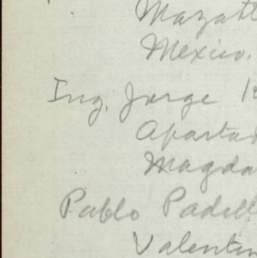 Mazatl
Mexico.
Ing. Jorge
Apartad
Magda
Pablo Padill
Valentin